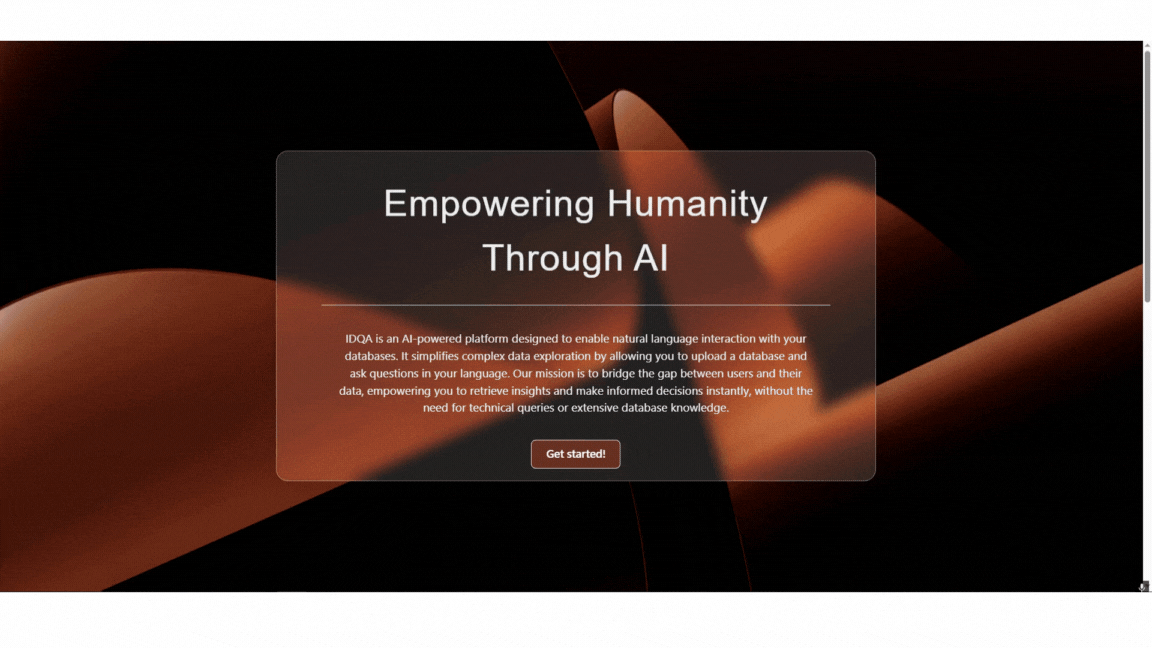 Empowering Humanity
Through AI
IDQA is an AI-powered platform designed to enable natural language interaction with your
databases. It simplifies complex data exploration by allowing you to upload a database and
ask questions in your language. Our mission is to bridge the gap between users and their
data, empowering you to retrieve insights and make informed decisions instantly, without the
need for technical queries or extensive database knowledge.
Get started!